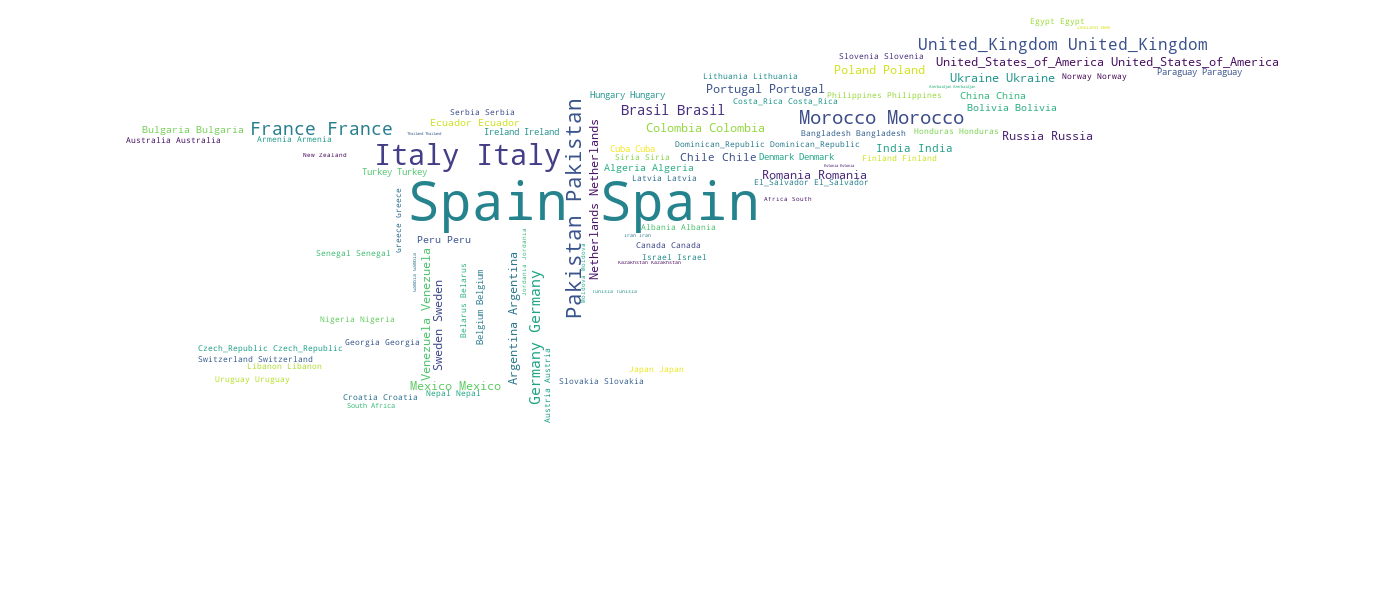 Egypt Egypt
United_Kingdom United_Kingdom
Slovenia Slovenia
United_States_of_America United_States_of_America
Poland Poland
Paraguay Paraguay
Lithuania Lithuania
Ukraine Ukraine
Norway Norway
Azerbaijan Azerbaijan
Portugal Portugal
Hungary Hungary
Philippines Philippines
China China
Costa_Rica Costa_Rica
Bolivia Bolivia
Brasil Brasil
Serbia Serbia
Morocco Morocco
Ecuador Ecuador
Colombia Colombia
France France
Bulgaria Bulgaria
Thailand Thailand
Ireland Ireland
Bangladesh Bangladesh
Honduras Honduras
Russia Russia
Australia Australia
Armenia Armenia
Dominican_Republic Dominican_Republic
Cuba Cuba
India India
New Zealand
Italy Italy
Siria Siria
Chile Chile
Denmark Denmark
Finland Finland
Turkey Turkey
Algeria Algeria
Estonia Estonia
Romania Romania
Latvia Latvia
El_Salvador El_Salvador
Spain Spain
Pakistan Pakistan
Netherlands Netherlands
Africa South
Greece Greece
Albania Albania
Iran Iran
Peru Peru
Canada Canada
Senegal Senegal
Israel Israel
Kazakhstan Kazakhstan
Venezuela Venezuela
Sweden Sweden
Belarus Belarus
Belgium Belgium
Argentina Argentina
Jordania Jordania
Germany Germany
Moldova Moldova
Tunisia Tunisia
Nigeria Nigeria
Georgia Georgia
Czech_Republic Czech_Republic
Switzerland Switzerland
Libanon Libanon
Japan Japan
Uruguay Uruguay
Slovakia Slovakia
Austria Austria
Mexico Mexico
Nepal Nepal
Croatia Croatia
South Africa